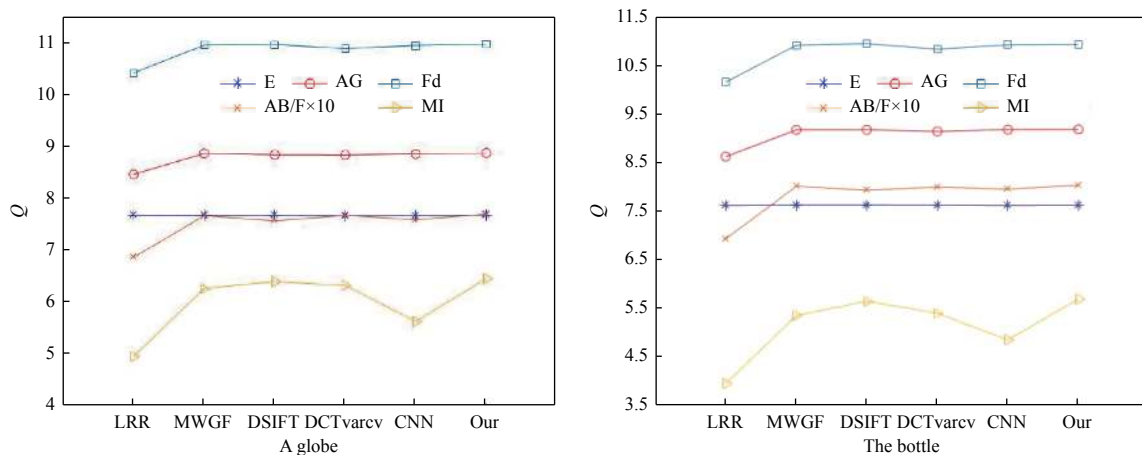 11
10
9
8
7
6
5
4
Q
E AG Fd
AB/F×10 MI
LRR MWGF DSIFT DCTvarcv CNN Our
A globe
11.5
10.5
9.5
8.5
7.5
6.5
5.5
4.5
3.5
Q
E AG Fd
AB/F×10 MI
LRR MWGF DSIFT DCTvarcv CNN Our
The bottle